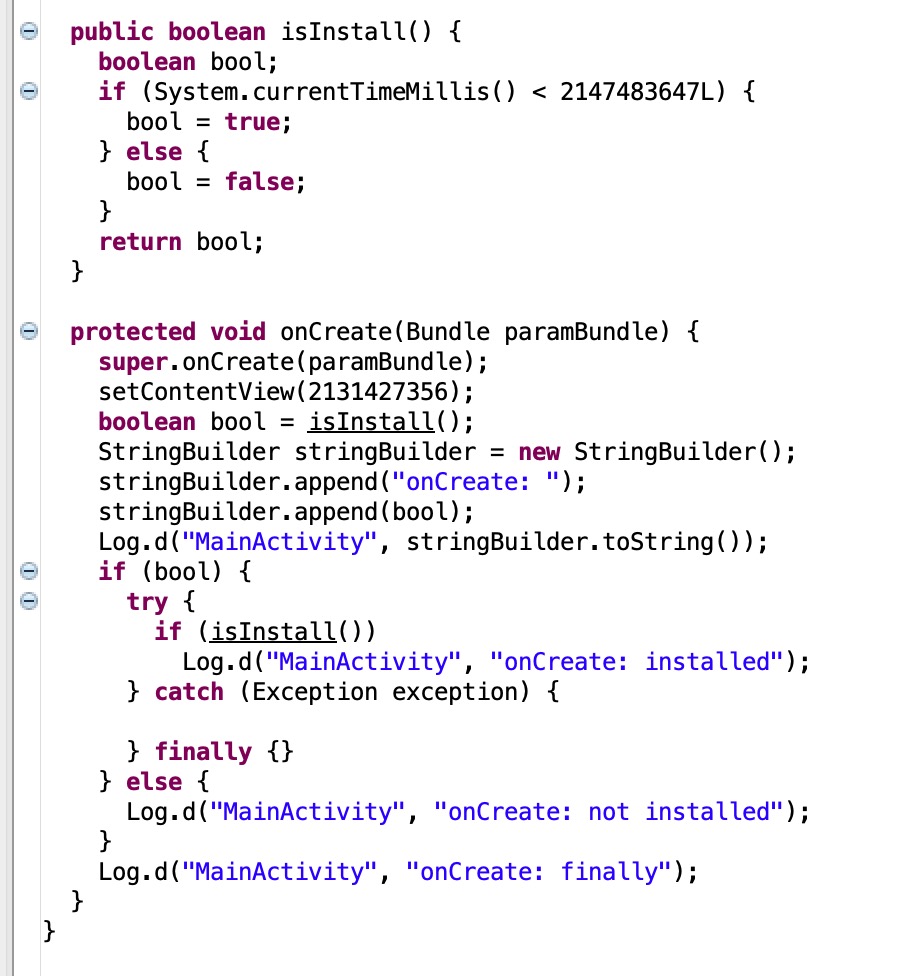 public boolean isInstall() {
boolean bool;
if (System.currentTimeMillis() < 2147483647L) {
bool = true;
} else {
bool = false;
}
return bool;
}
protected void onCreate(Bundle paramBundle) {
super.onCreate(paramBundle);
setContentView(2131427356);
boolean bool = isInstall();
StringBuilder stringBuilder = new StringBuilder();
stringBuilder.append("onCreate: ");
stringBuilder.append(bool);
Log.d("MainActivity", stringBuilder.toString());
if (bool) {
try {
if (isInstall())
Log.d("MainActivity", "onCreate: installed");
} catch (Exception exception) {
} finally {}
} else {
Log.d("MainActivity", "onCreate: not installed");
}
Log.d("MainActivity", "onCreate: finally");
}
}